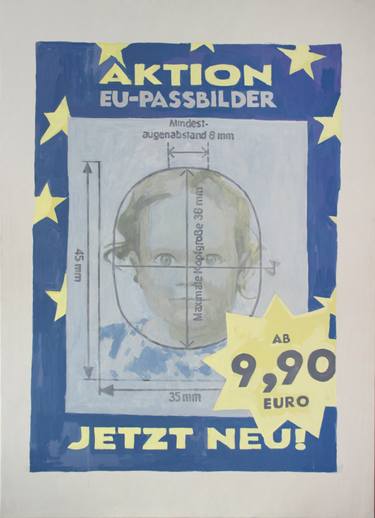 AKTION
EU-PASSBILDER
Mindest-
augenabstand 8 mm
Maximale Kopfgröße 36 mm
45 mm
35 mm
AB
9,90
EURO
JETZT NEU!